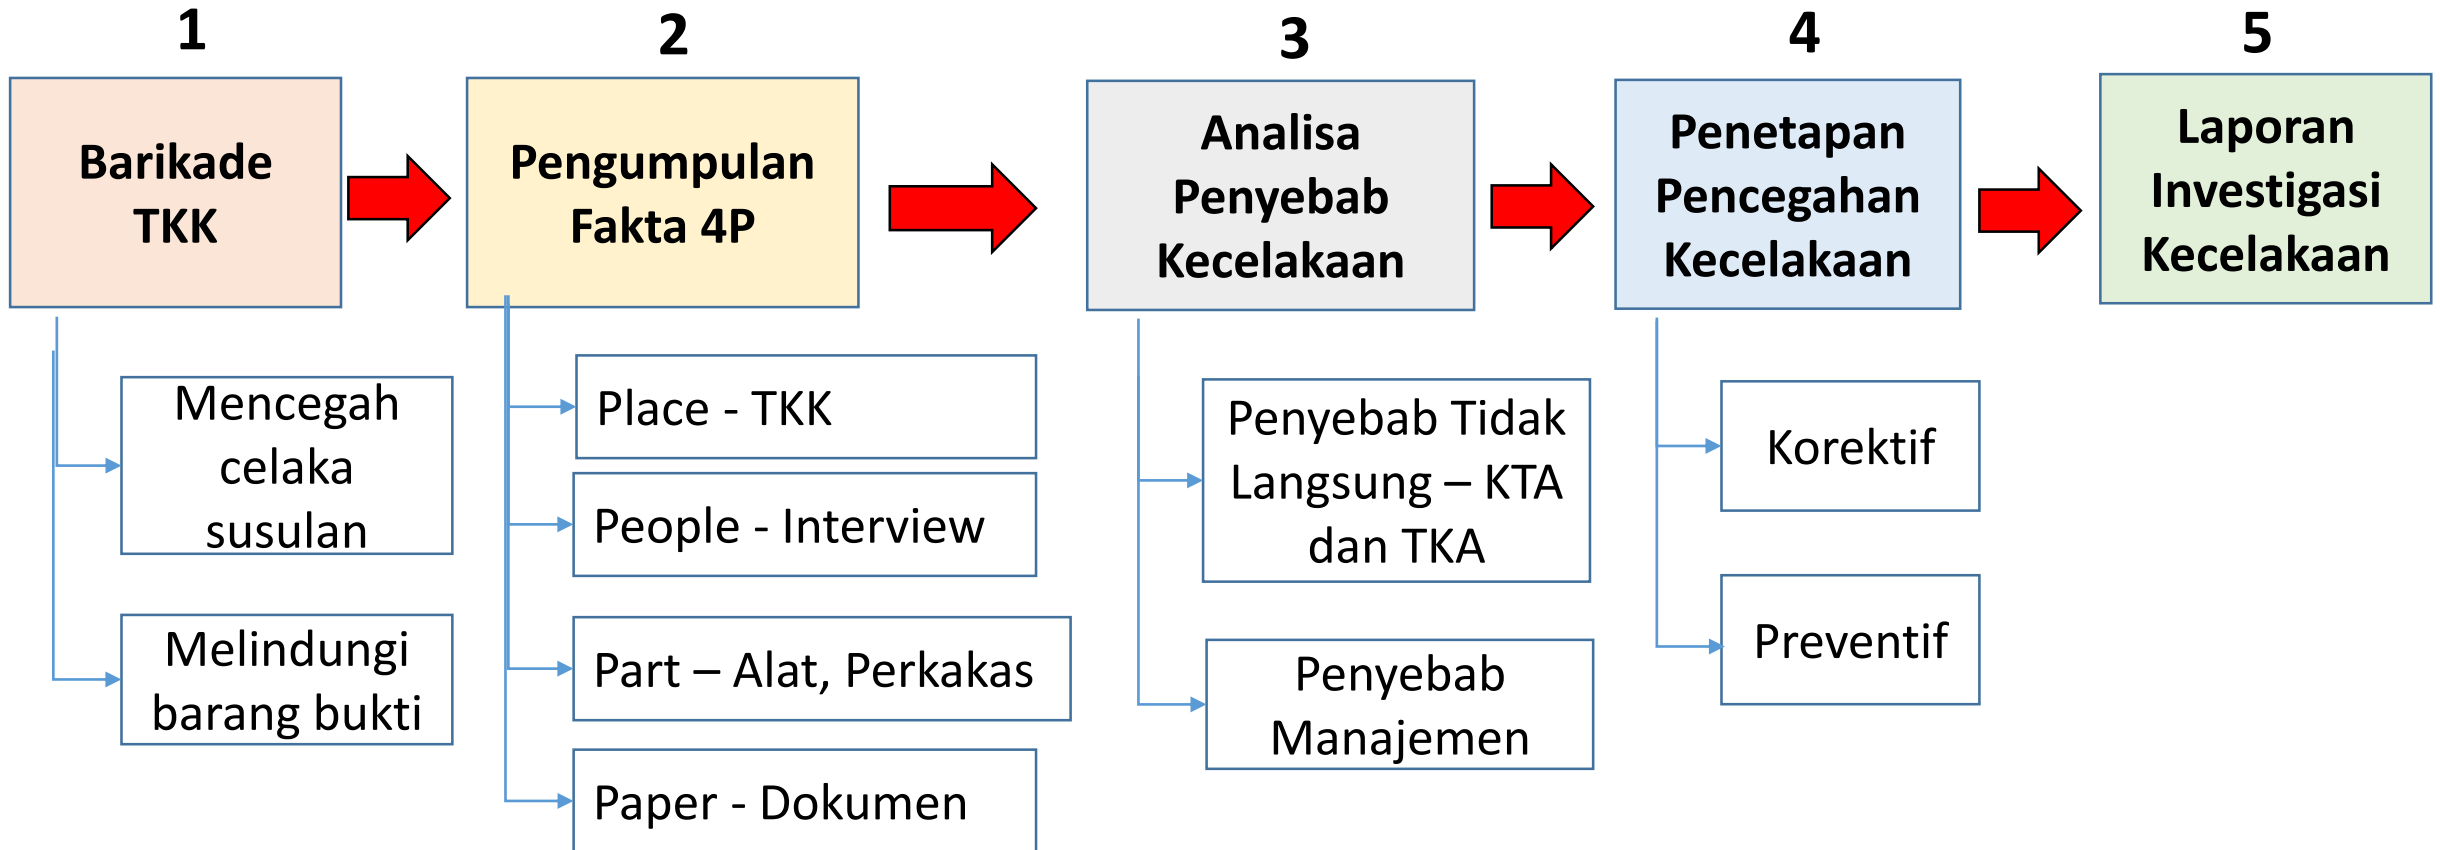 1
Barikade
TKK
Mencegah
celaka
susulan
Melindungi
barang bukti
2
Pengumpulan
Fakta 4P
Place - TKK
People - Interview
Part – Alat, Perkakas
Paper - Dokumen
3
Analisa
Penyebab
Kecelakaan
Penyebab Tidak
Langsung – KTA
dan TKA
Penyebab
Manajemen
4
Penetapan
Pencegahan
Kecelakaan
Korektif
Preventif
5
Laporan
Investigasi
Kecelakaan